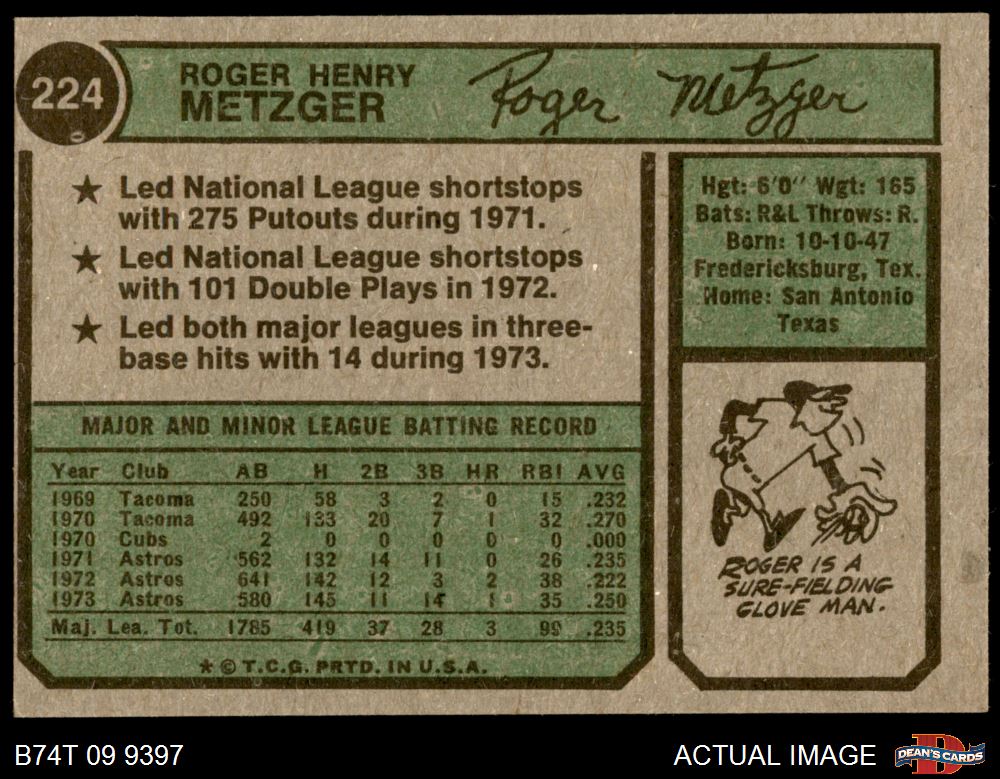 224
ROGER HENRY
METZGER
Roger Metzger
★ Led National League shortstops
with 275 Putouts during 1971.
★ Led National League shortstops
with 101 Double Plays in 1972.
★ Led both major leagues in three-
base hits with 14 during 1973.
Hgt: 6'0'' Wgt: 165
Bats: R&L Throws: R.
Born: 10-10-47
Fredericksburg, Tex.
Home: San Antonio
Texas
MAJOR AND MINOR LEAGUE BATTING RECORD
Year Club AB H 2B 3B HR RBI AVG
1969 Tacoma 250 58 3 2 0 15 .232
1970 Tacoma 492 133 20 7 1 32 .270
1970 Cubs 2 0 0 0 0 0 .000
1971 Astros 562 132 14 11 0 26 .235
1972 Astros 641 142 12 3 2 38 .222
1973 Astros 580 145 11 14 1 35 .250
Maj. Lea. Tot. 1785 419 37 28 3 99 .235
★ © T.C.G. PRTD. IN U.S.A.
ROGER IS A
SURE-FIELDING
GLOVE MAN.
B74T 09 9397
ACTUAL IMAGE
D
DEAN'S CARDS